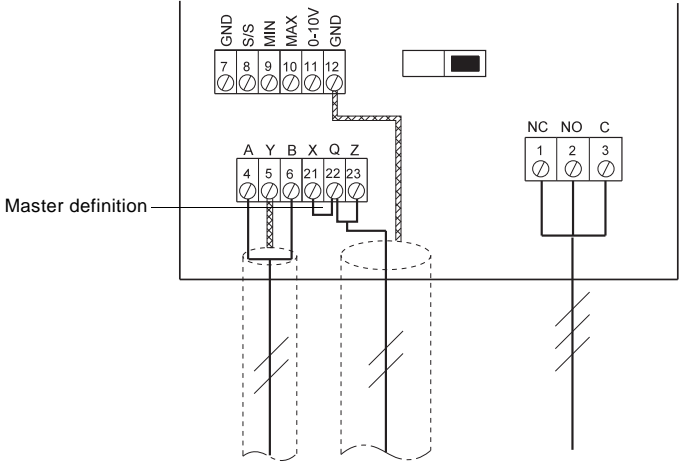 GND S/S MIN MAX 0-10V GND
7 8 9 10 11 12
NC NO C
1 2 3
A Y B X Q Z
4 5 6 21 22 23
Master definition